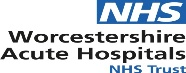 NHS
Worcestershire
Acute Hospitals
NHS Trust